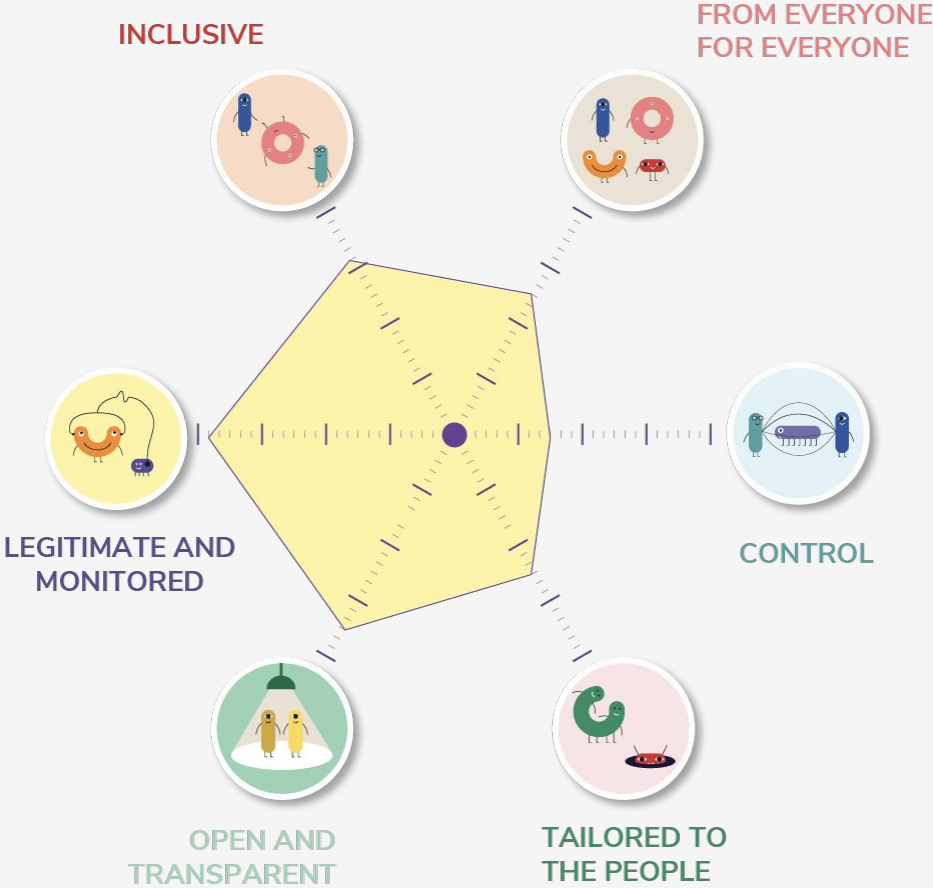 INCLUSIVE
FROM EVERYONE
FOR EVERYONE
LEGITIMATE AND
MONITORED
CONTROL
OPEN AND
TRANSPARENT
TAILORED TO
THE PEOPLE